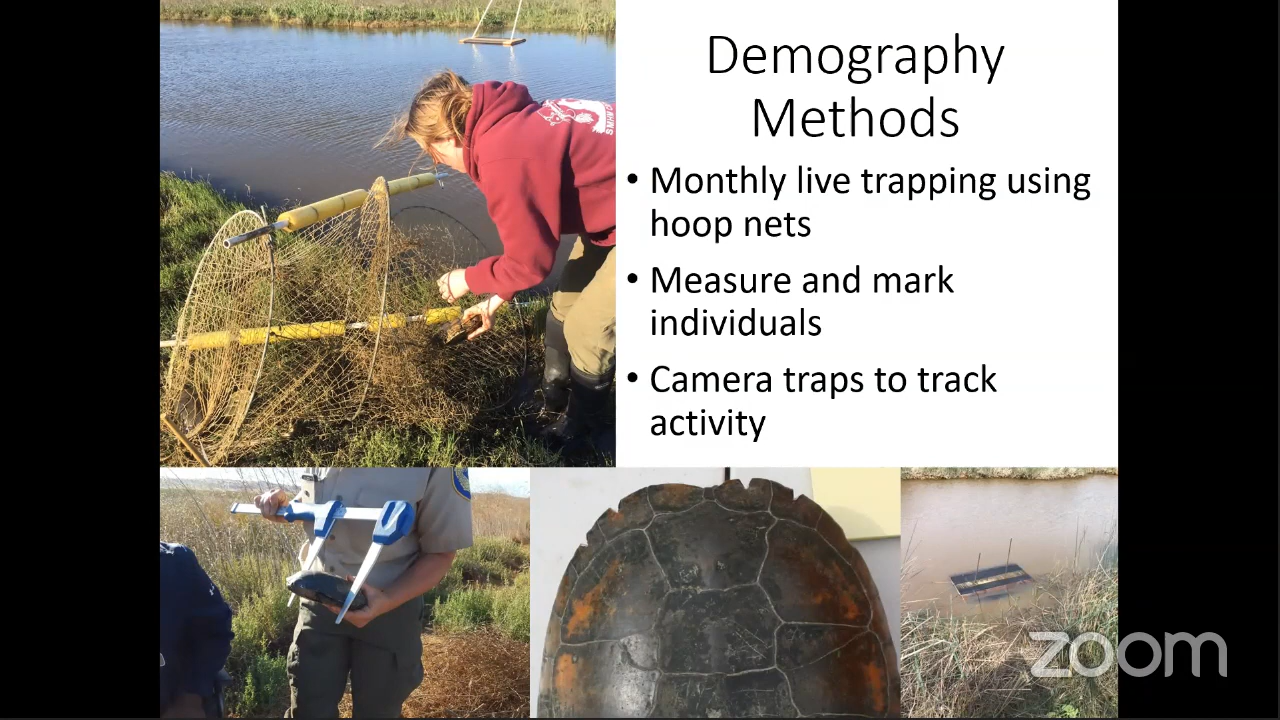 Demography
Methods
• Monthly live trapping using
hoop nets
• Measure and mark
individuals
• Camera traps to track
activity
zoom